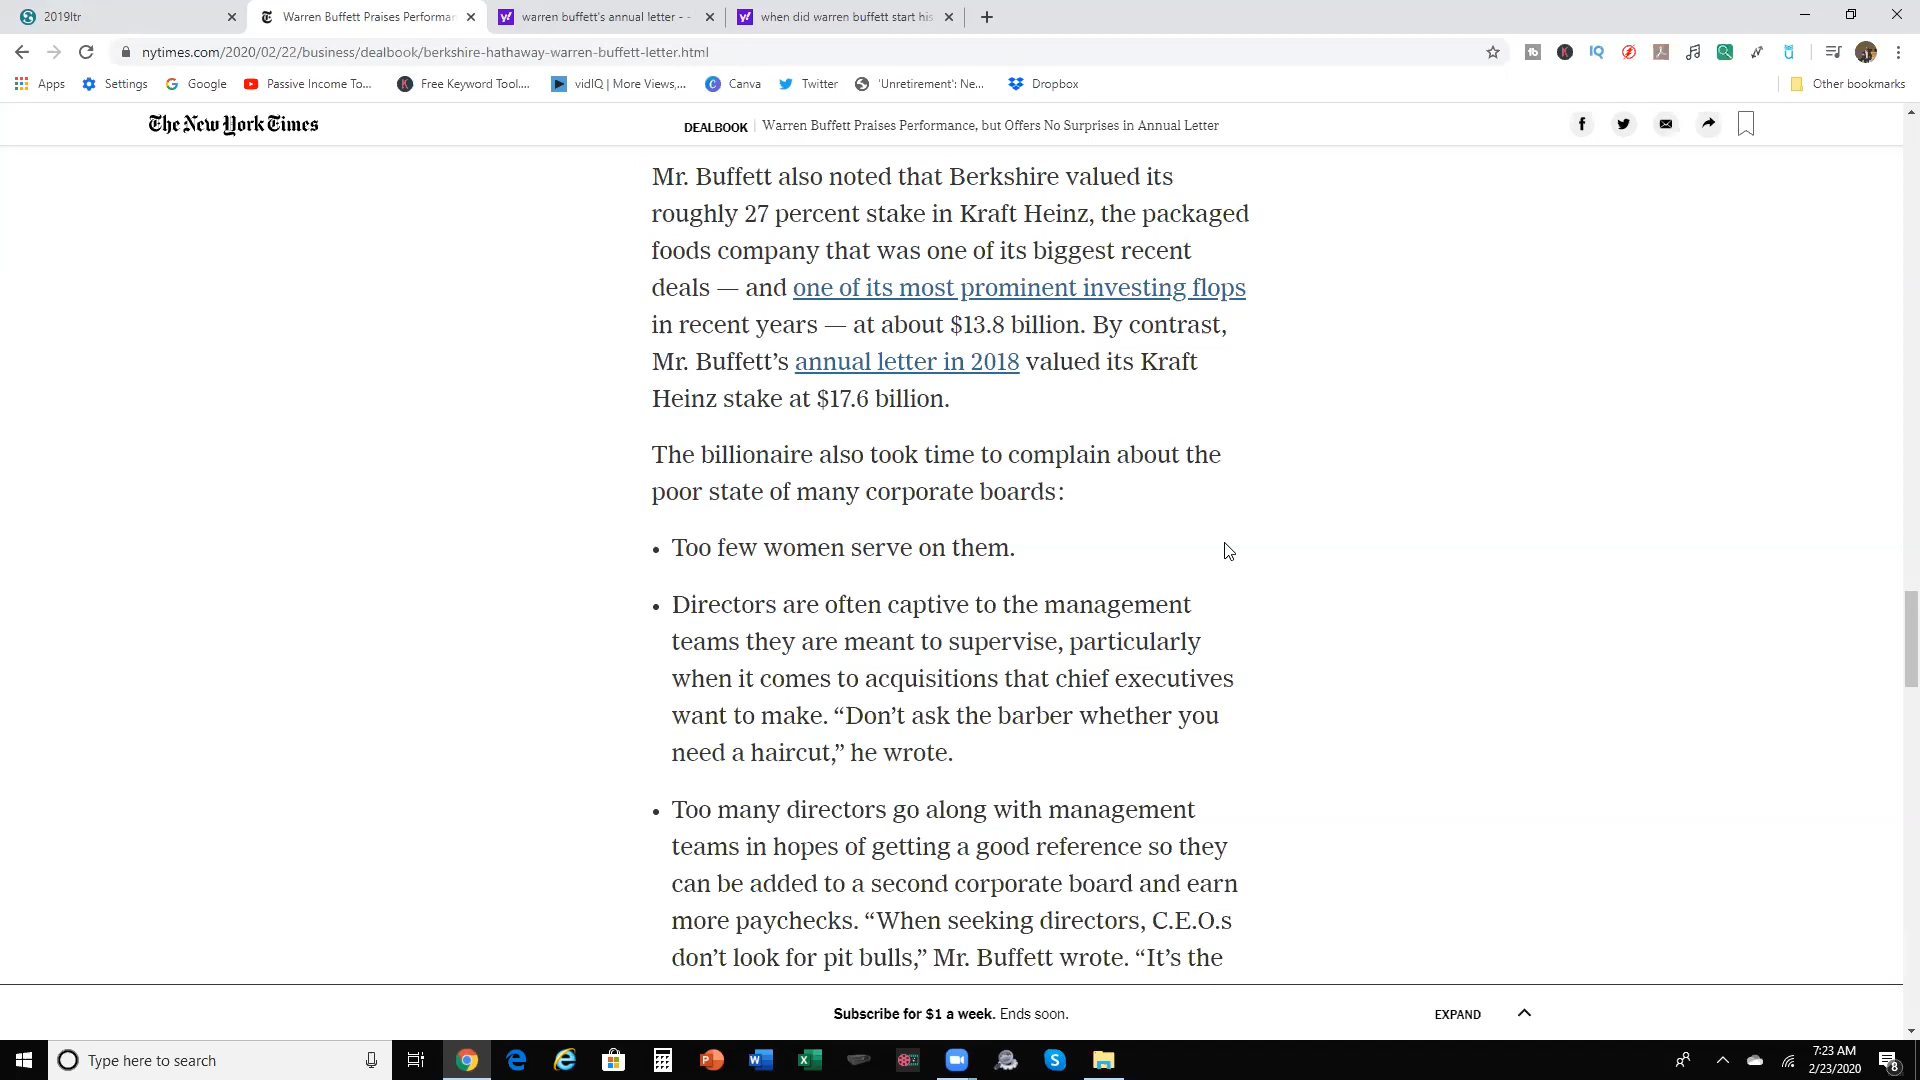 2019ltr
Warren Buffett Praises Performan
warren buffett's annual letter - -
when did warren buffett start his
nytimes.com/2020/02/22/business/dealbook/berkshire-hathaway-warren-buffett-letter.html
Apps
Settings
Google
Passive Income To...
Free Keyword Tool....
vidIQ | More Views,...
Canva
Twitter
'Unretirement': Ne...
Dropbox
Other bookmarks
The New York Times
DEALBOOK | Warren Buffett Praises Performance, but Offers No Surprises in Annual Letter
Mr. Buffett also noted that Berkshire valued its
roughly 27 percent stake in Kraft Heinz, the packaged
foods company that was one of its biggest recent
deals — and one of its most prominent investing flops
in recent years — at about $13.8 billion. By contrast,
Mr. Buffett’s annual letter in 2018 valued its Kraft
Heinz stake at $17.6 billion.
The billionaire also took time to complain about the
poor state of many corporate boards:
• Too few women serve on them.
• Directors are often captive to the management
teams they are meant to supervise, particularly
when it comes to acquisitions that chief executives
want to make. “Don’t ask the barber whether you
need a haircut,” he wrote.
• Too many directors go along with management
teams in hopes of getting a good reference so they
can be added to a second corporate board and earn
more paychecks. “When seeking directors, C.E.O.s
don’t look for pit bulls,” Mr. Buffett wrote. “It’s the
Subscribe for $1 a week. Ends soon.
EXPAND
Type here to search
7:23 AM
2/23/2020
8